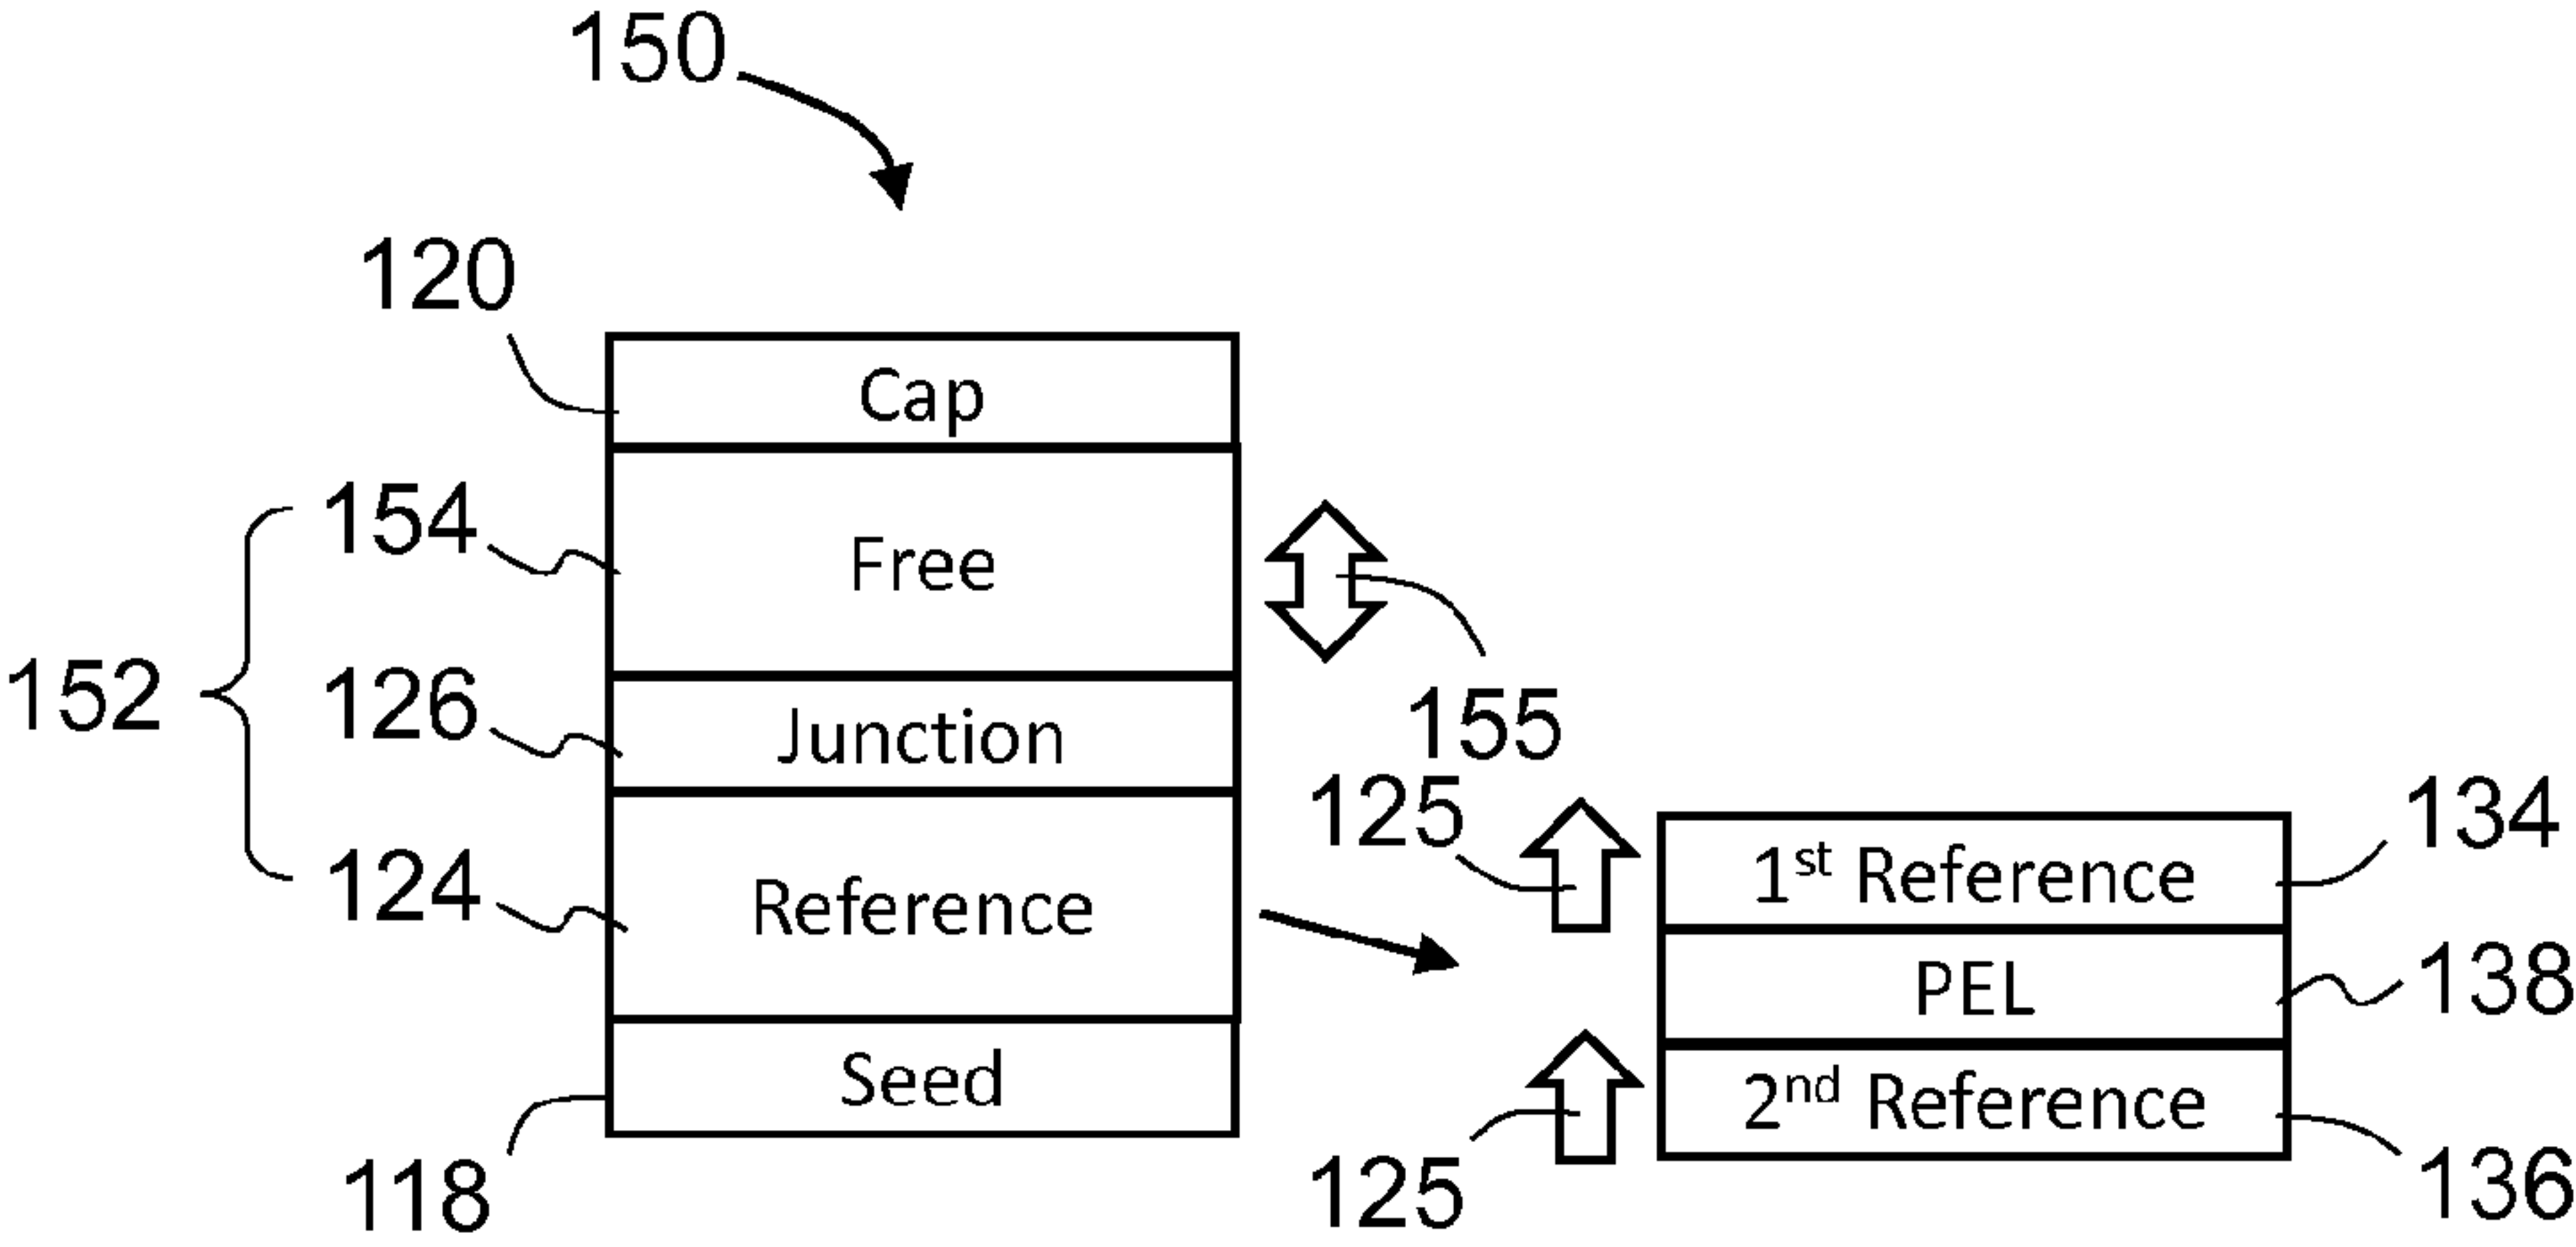 150
120
Cap
154
Free
152
126
Junction
155
125
134
1st Reference
124
Reference
PEL
138
Seed
2nd Reference
118
125
136